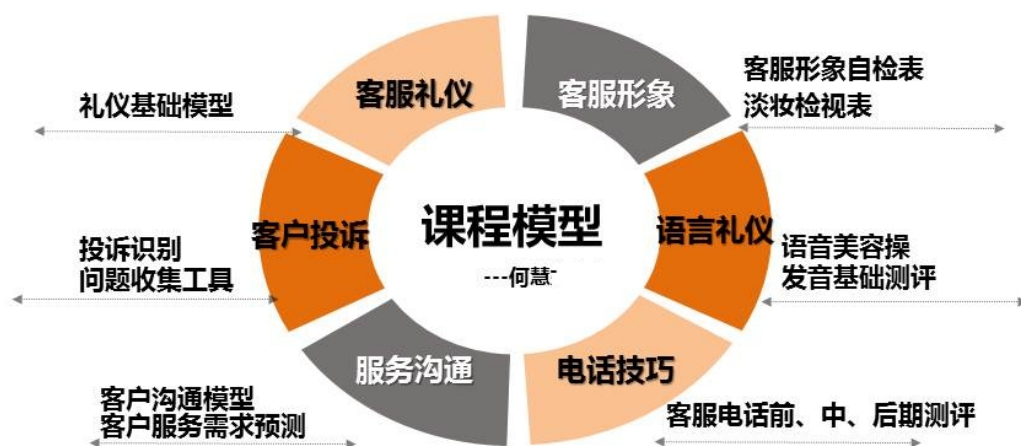 客服礼仪
客服形象
客服形象自检表
淡妆检视表
礼仪基础模型
课程模型
---何慧
客户投诉
语言礼仪
投诉识别
问题收集工具
语音美容操
发音基础测评
服务沟通
电话技巧
客户沟通模型
客户服务需求预测
客服电话前、中、后期测评